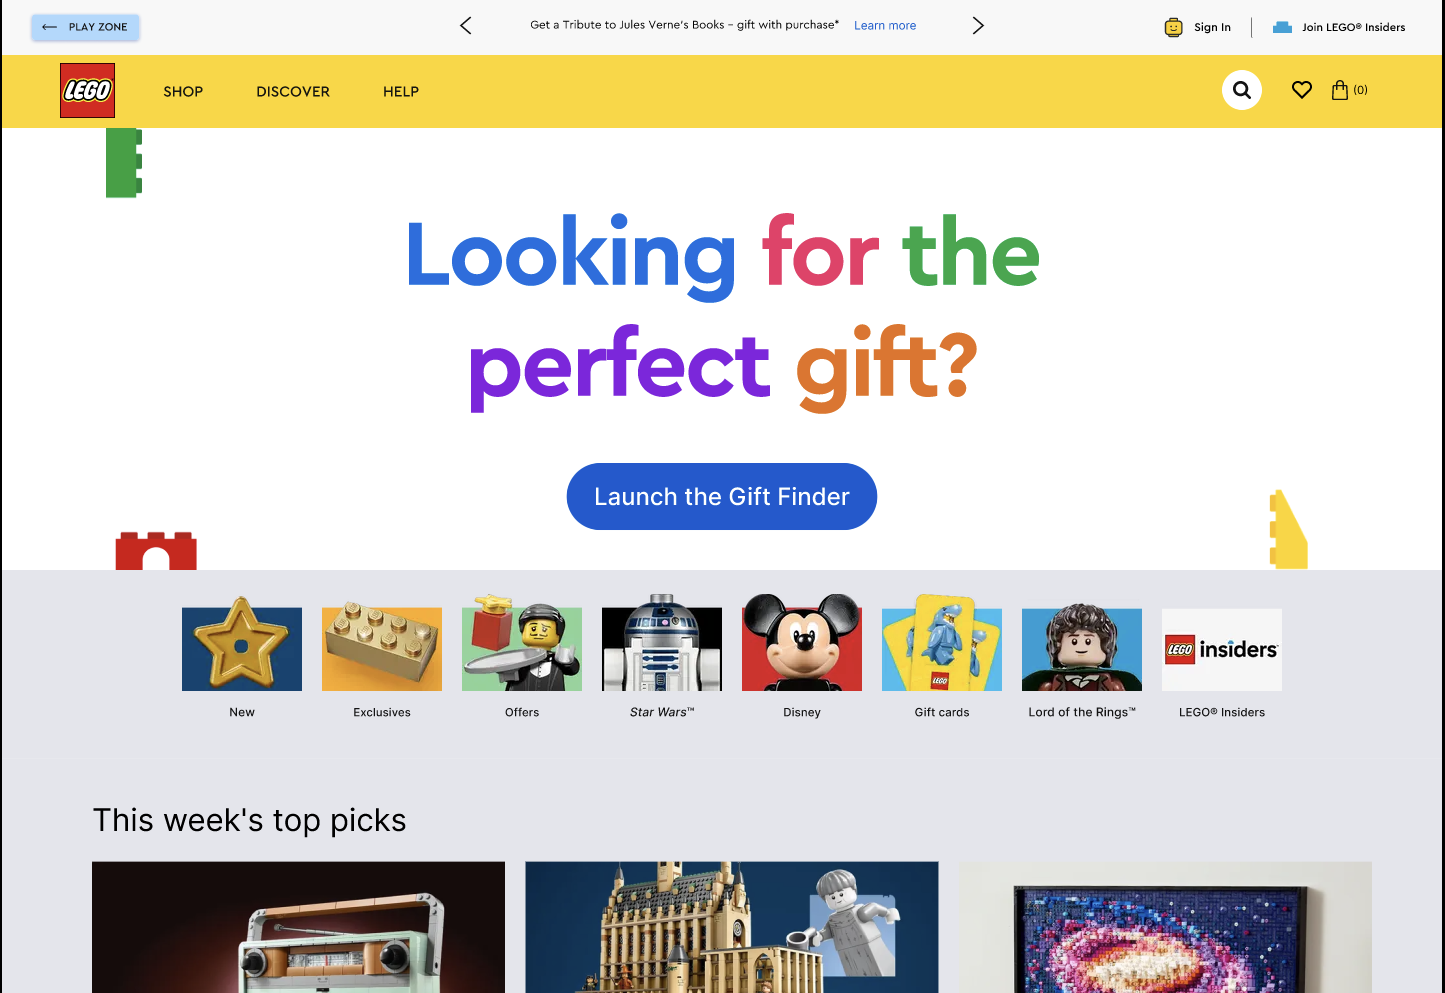 PLAY ZONE
Get a Tribute to Jules Verne's Books – gift with purchase* Learn more
Sign In
Join LEGO® Insiders
LEGO
SHOP
DISCOVER
HELP
(0)
Looking for the
perfect gift?
Launch the Gift Finder
LEGO
LEGO insiders
New
Exclusives
Offers
Star Wars™
Disney
Gift cards
Lord of the Rings™
LEGO® Insiders
This week's top picks